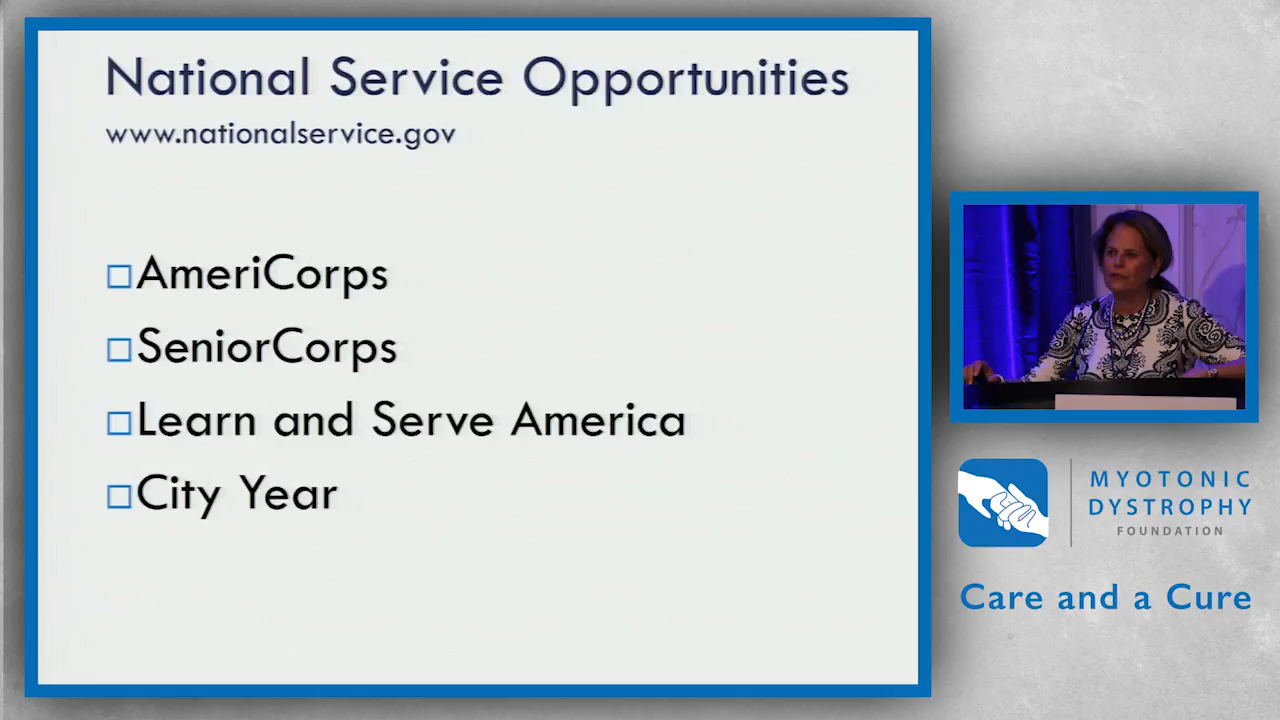 National Service Opportunities
www.nationalservice.gov
AmeriCorps
SeniorCorps
Learn and Serve America
City Year
MYOTONIC
DYSTROPHY
FOUNDATION
Care and a Cure